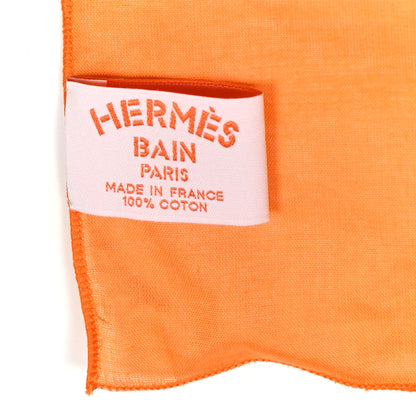 HERMÈS
BAIN
PARIS
MADE IN FRANCE
100% COTON